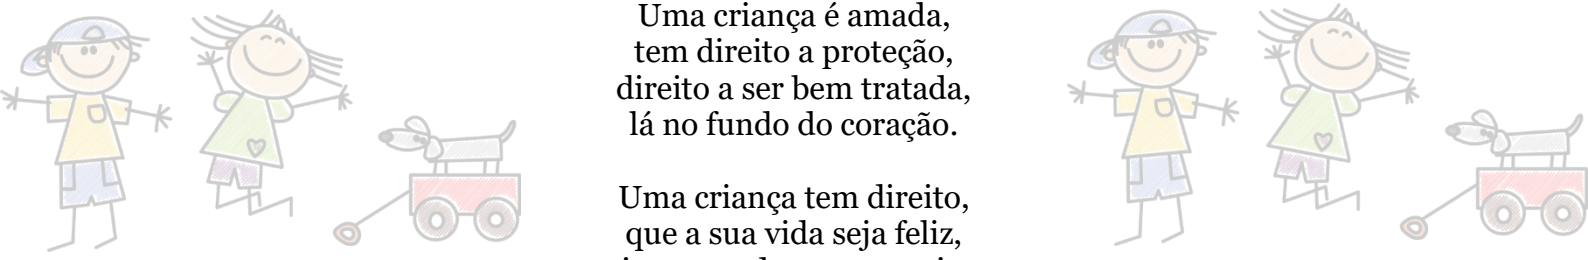 Uma criança é amada,
tem direito a proteção,
direito a ser bem tratada,
lá no fundo do coração.
Uma criança tem direito,
que a sua vida seja feliz,